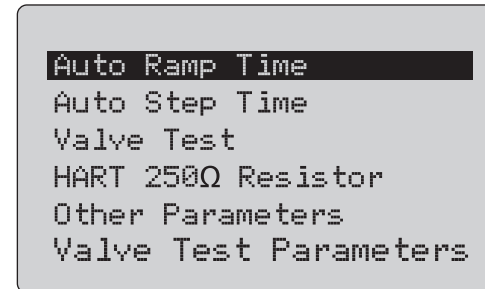 Auto Ramp Time
Auto Step Time
Valve Test
HART 250Ω Resistor
Other Parameters
Valve Test Parameters